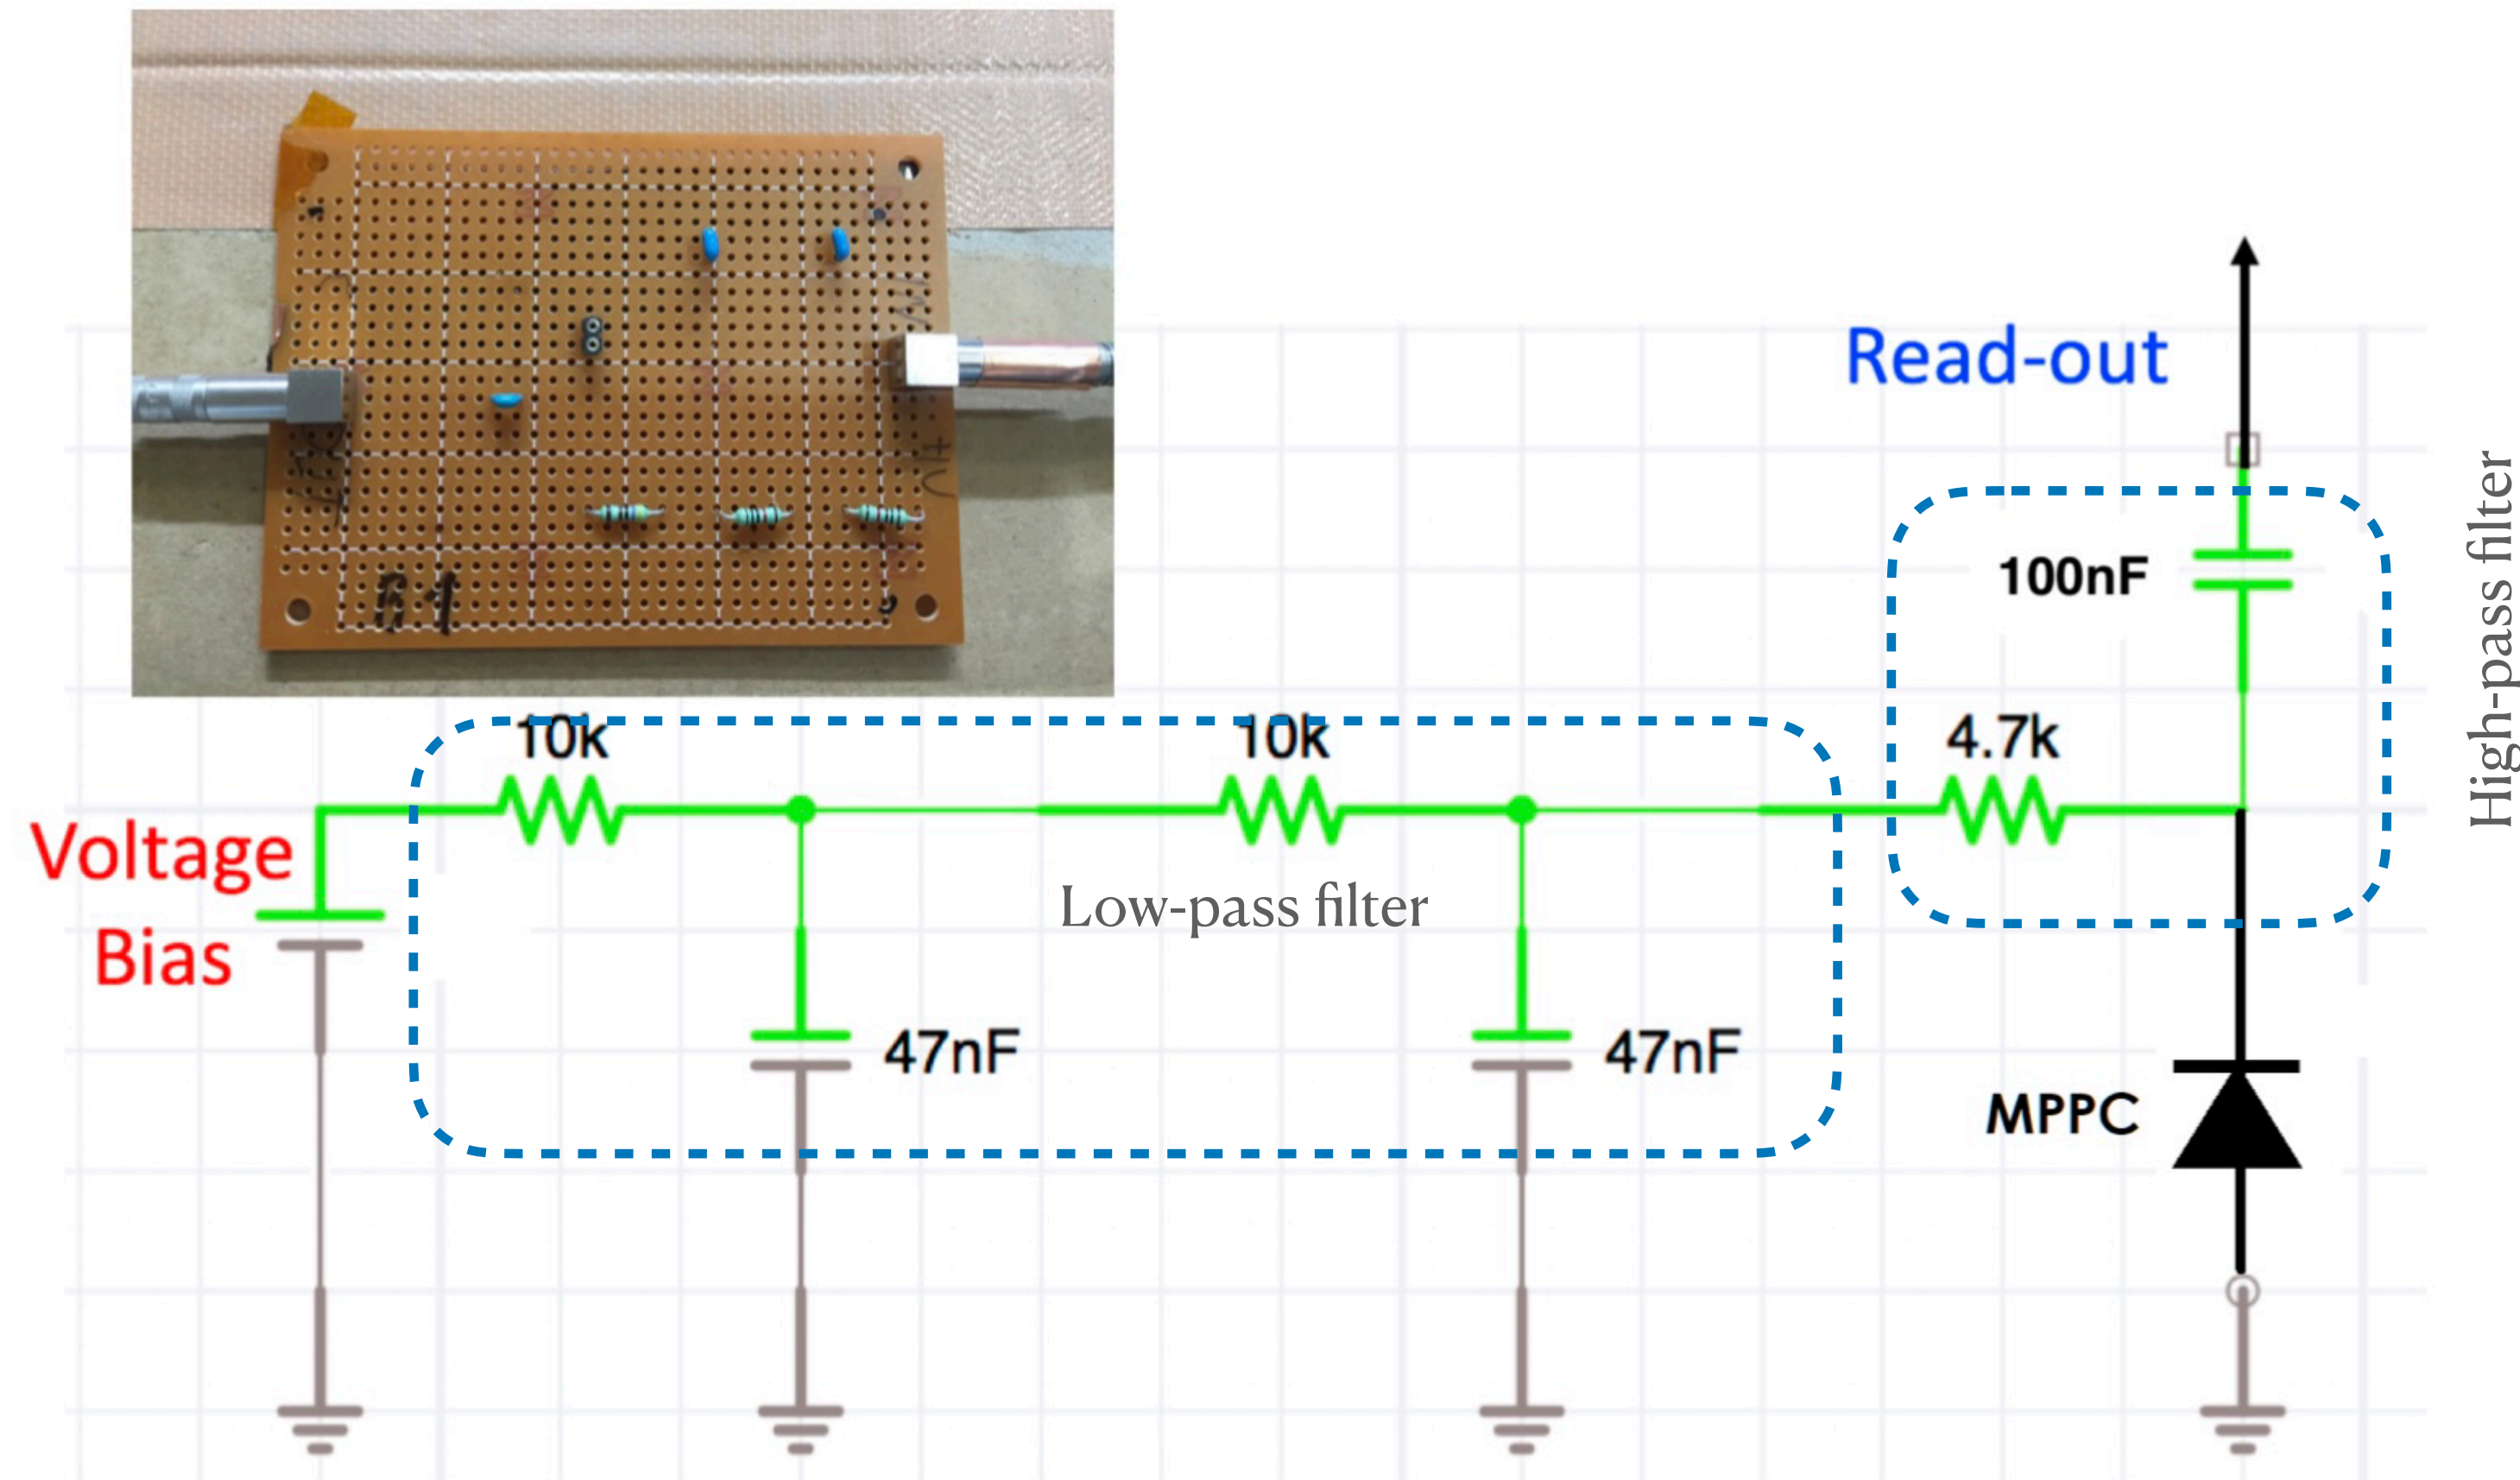 Read-out
High-pass filter
100nF
10k
10k
4.7k
Voltage
Bias
Low-pass filter
47nF
47nF
MPPC